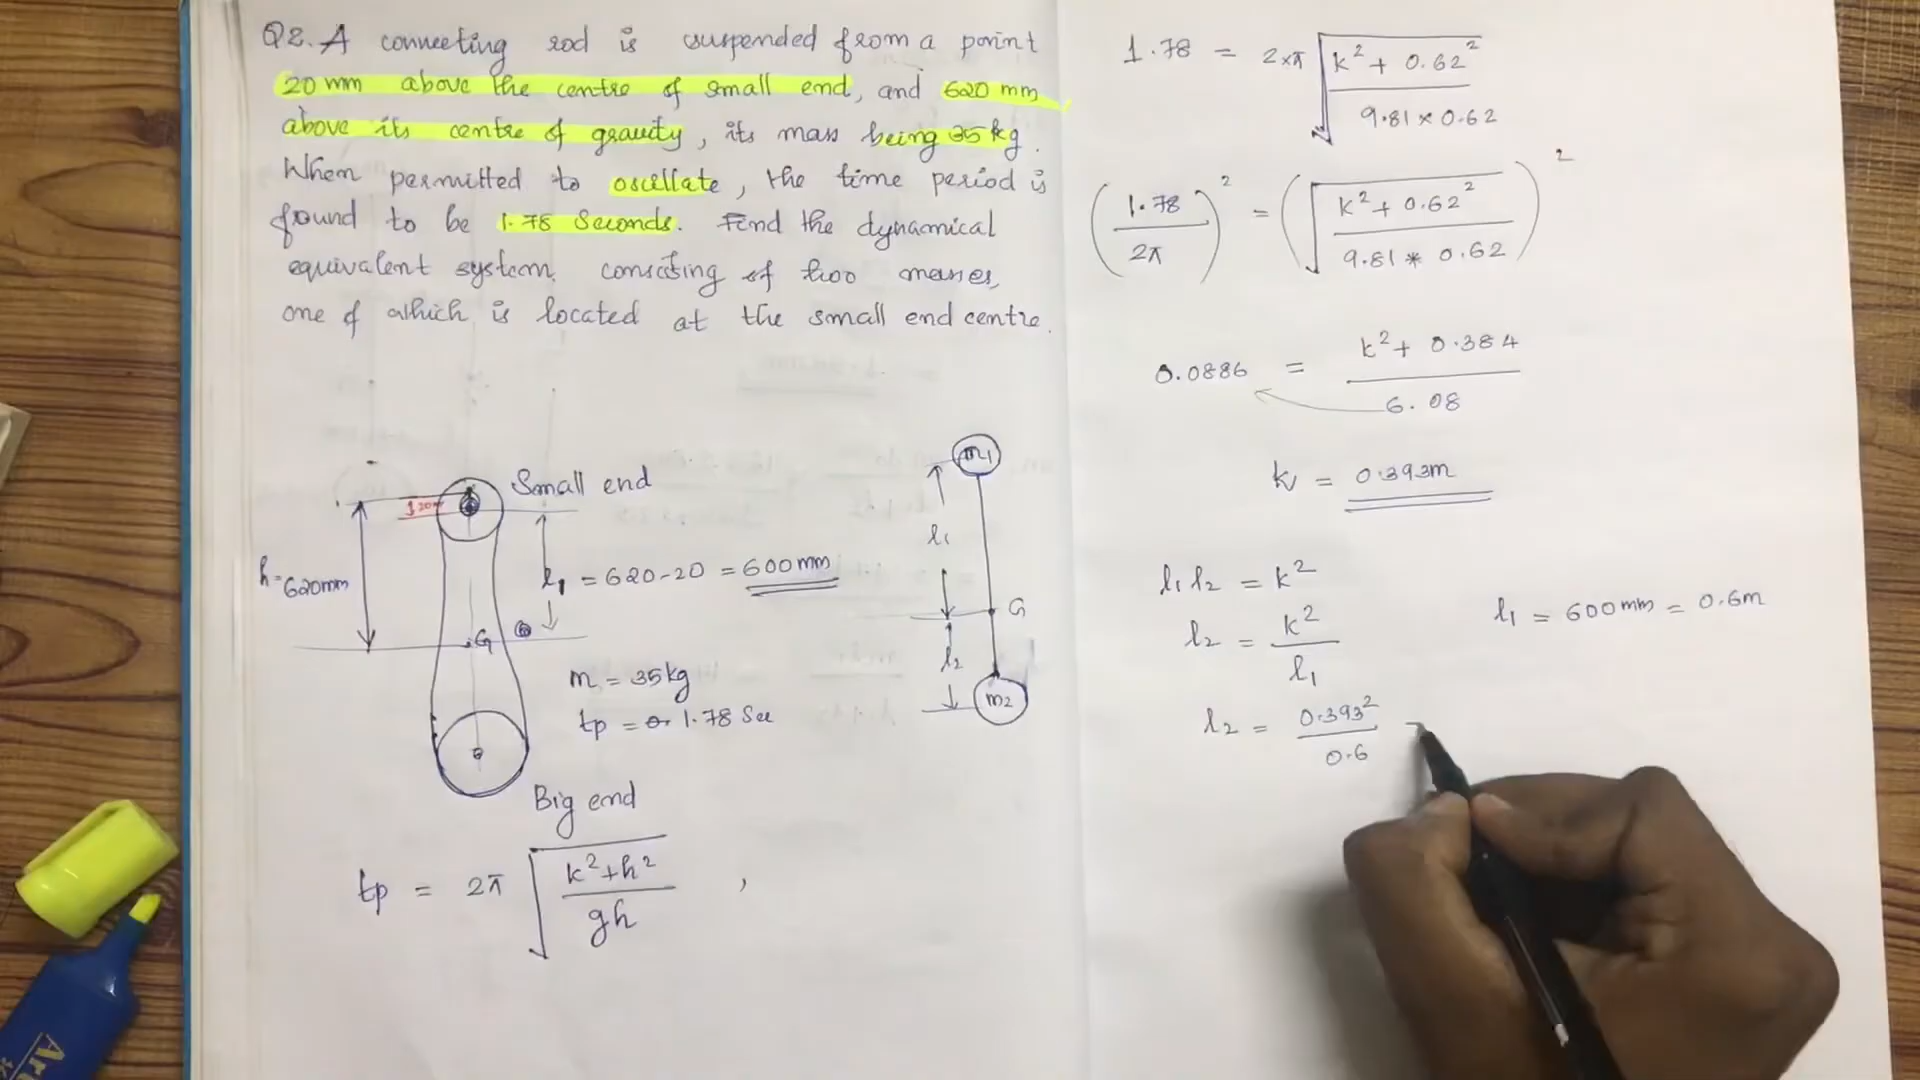 Q2. A connecting rod is suspended from a point
20 mm above the centre of small end, and 620 mm
above its centre of gravity, its mass being 35 kg.
When permitted to oscillate, the time period is
found to be 1.78 Seconds. Find the dynamical
equivalent system consisting of two masses,
one of which is located at the small end centre.
Small end
20m
h = 620mm
l1 = 620-20 = 600mm
G
m = 35kg
tp = 1.78 Sec
Big end
tp = 2π √((k² + h²) / gh) ,
m1
l1
G
l2
m2
1.78 = 2×π √((k² + 0.62²) / (9.81 × 0.62))
(1.78 / 2π)² = (√((k² + 0.62²) / (9.81 * 0.62)))²
0.0886 = (k² + 0.384) / 6.08
k = 0.393m
l1 l2 = k²
l2 = k² / l1
l1 = 600mm = 0.6m
l2 = 0.393² / 0.6
Art